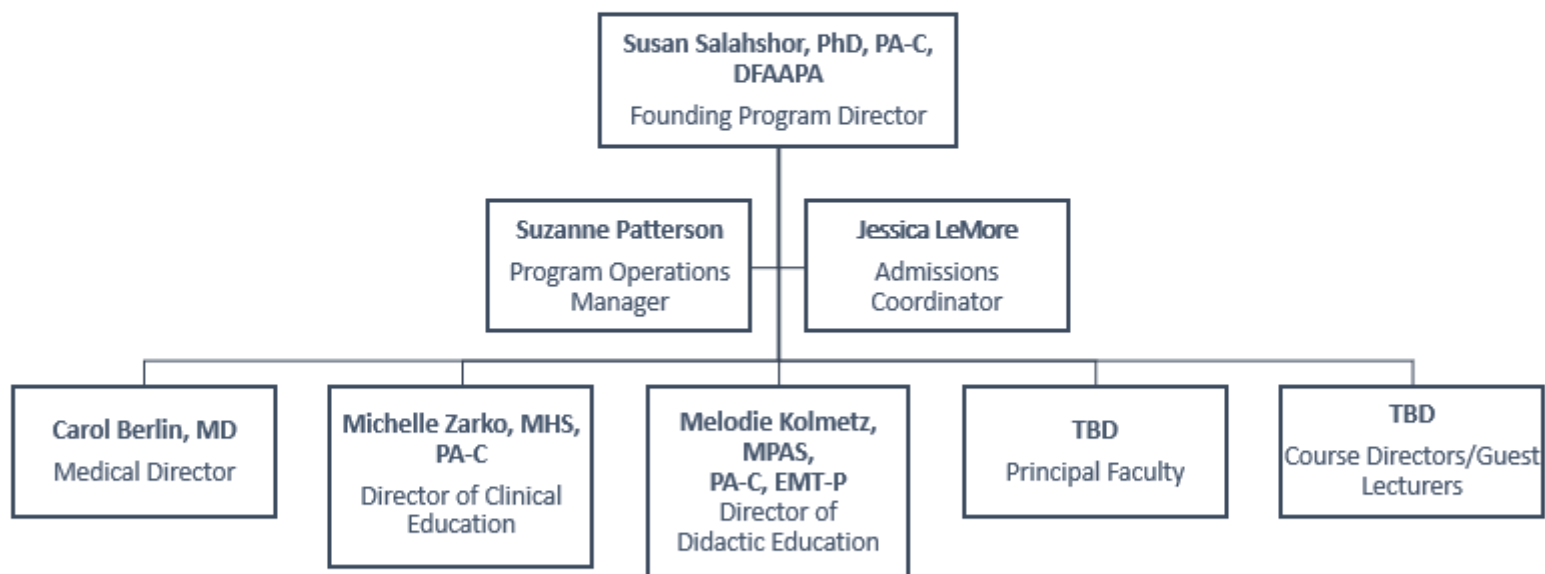 Susan Salahshor, PhD, PA-C,
DFAAPA
Founding Program Director
Suzanne Patterson
Program Operations
Manager
Jessica LeMore
Admissions
Coordinator
Carol Berlin, MD
Medical Director
Michelle Zarko, MHS,
PA-C
Director of Clinical
Education
Melodie Kolmetz,
MPAS,
PA-C, EMT-P
Director of
Didactic Education
TBD
Principal Faculty
TBD
Course Directors/Guest
Lecturers